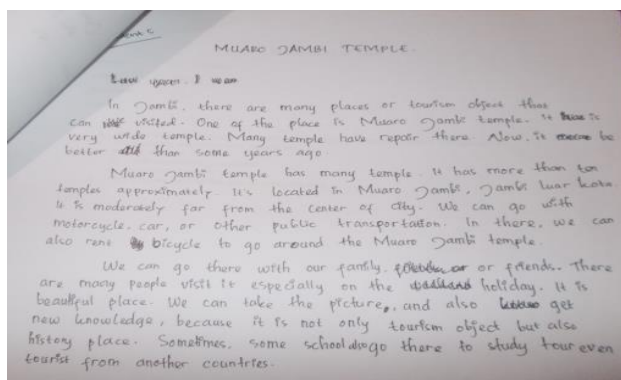 MUARO JAMBI TEMPLE.
In Jambi, there are many places or tourism object that
can visited. One of the place is Muaro Jambi temple. It is
very wide temple. Many temple have repair there. Now, it be
better than some years ago.
Muaro Jambi temple has many temple. It has more than ten
temples approximately. It's located in Muaro Jambi, Jambi luar kota.
It is moderately far from the center of city. We can go with
motorcycle, car, or other public transportation. In there, we can
also rent bicycle to go around the Muaro Jambi temple.
We can go there with our family, or friends. There
are many people visit it especially on the holiday. It is
beautiful place. We can take the picture, and also get
new knowledge, because it is not only tourism object but also
history place. Sometimes, some school also go there to study tour even
tourist from another countries.